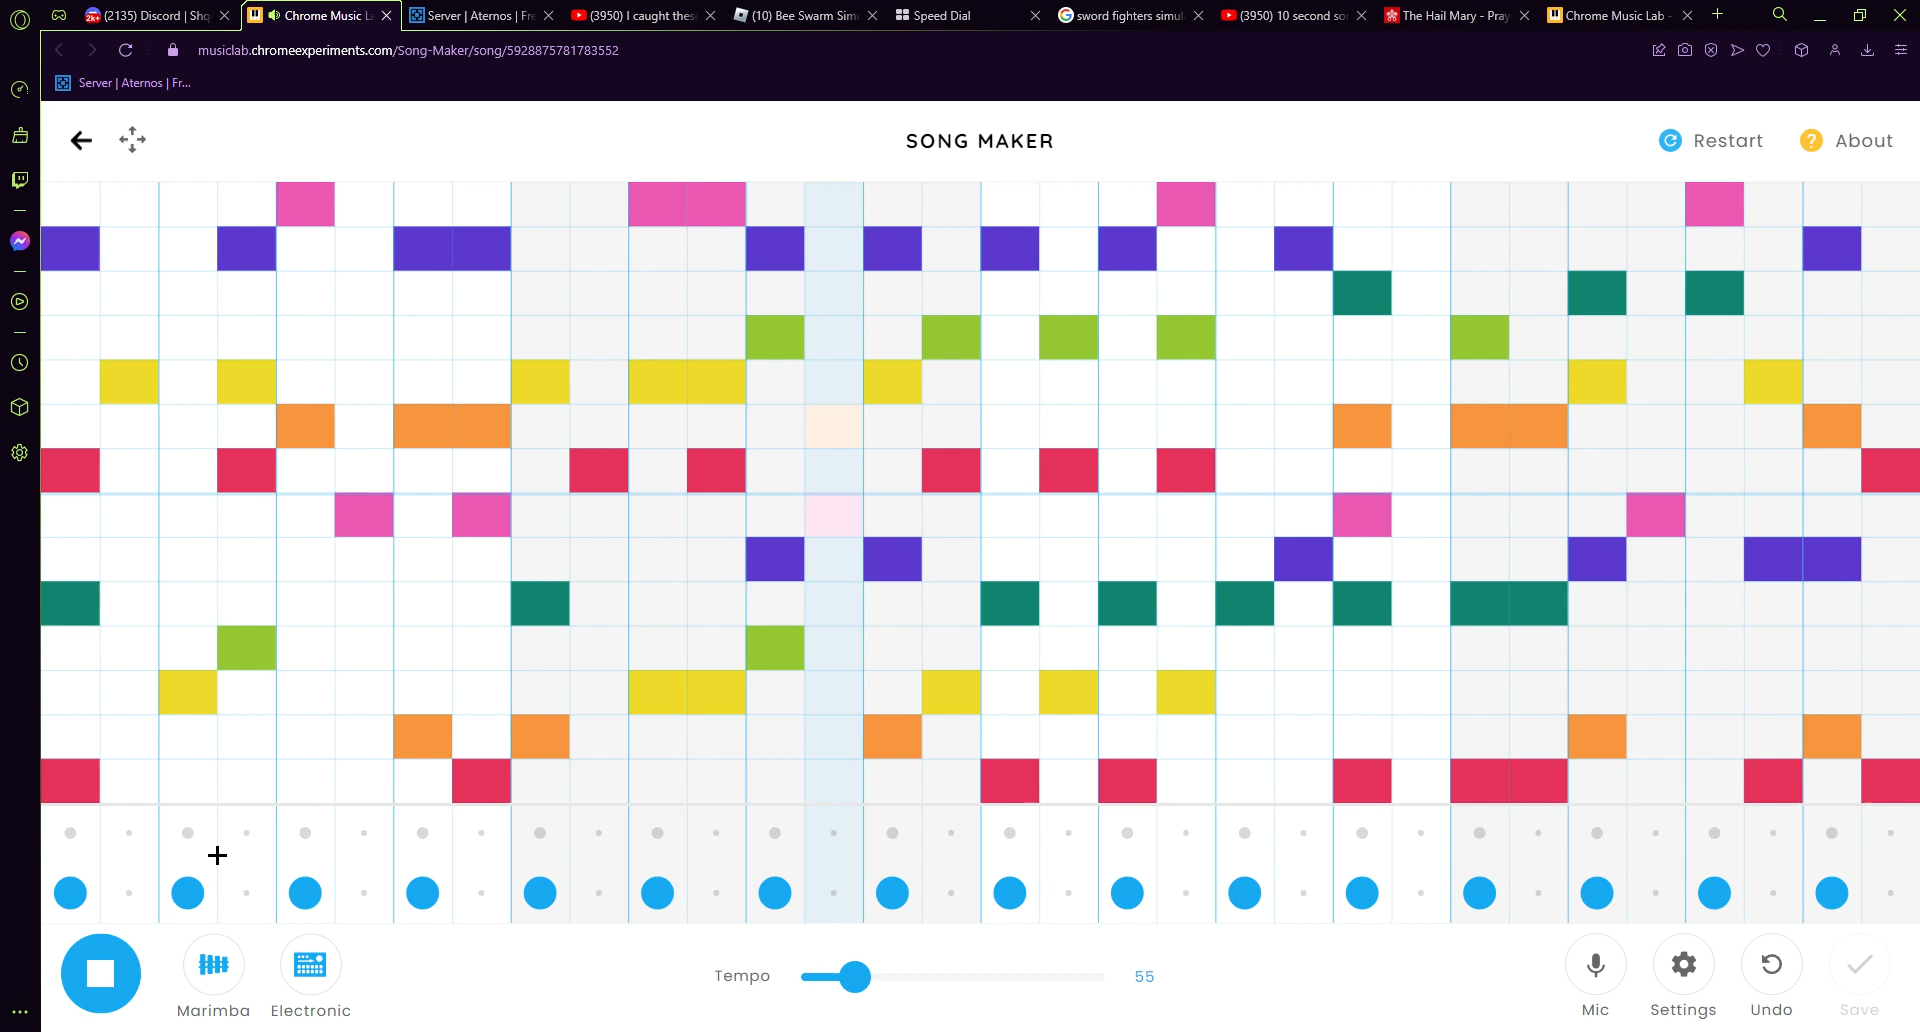 (2135) Discord | Shq
Chrome Music L
Server | Aternos | Fr
(3950) I caught thes
(10) Bee Swarm Sim
Speed Dial
sword fighters simul
(3950) 10 second so
The Hail Mary - Pray
Chrome Music Lab -
musiclab.chromeexperiments.com/Song-Maker/song/5928875781783552
Server | Aternos | Fr...
SONG MAKER
Restart
? About
Tempo
55
Marimba
Electronic
Mic
Settings
Undo
Save